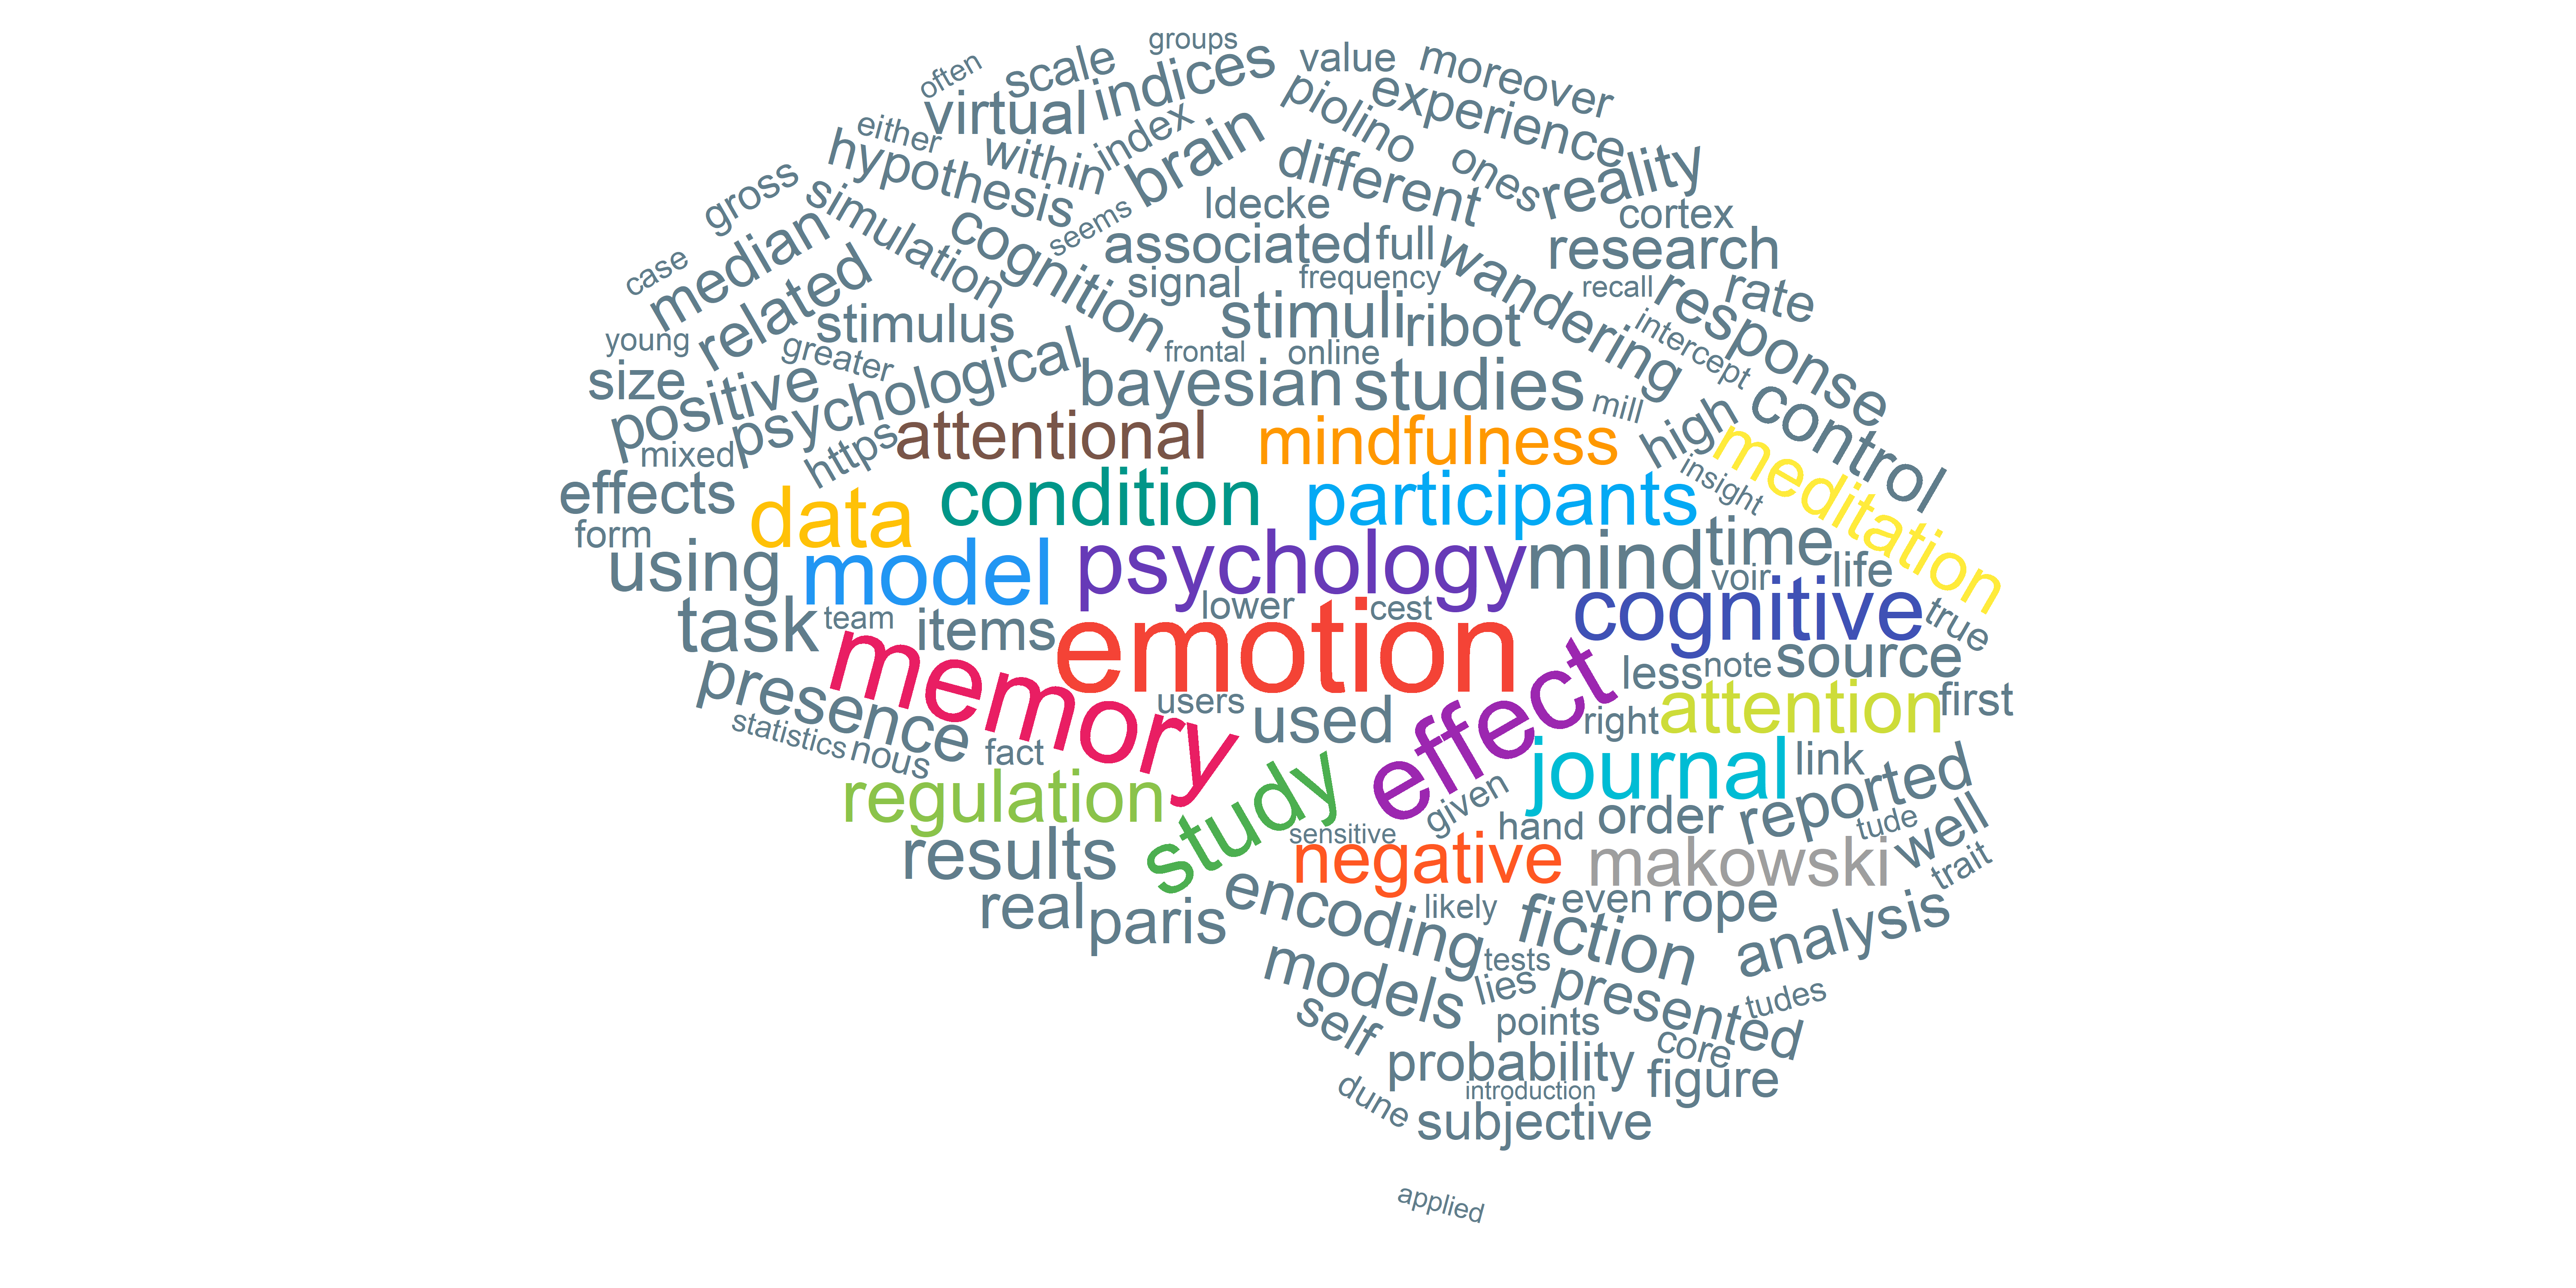 groups
often
scale
indices
value
moreover
virtual
piolino
experience
either
within
index
brain
hypothesis
different
ones
reality
gross
simulation
ldecke
cortex
seems
cognition
associated
full
wandering
research
median
case
related
signal
frequency
recall
response
rate
stimulus
stimuli
ribot
intercept
young
greater
frontal
online
size
positive
psychological
bayesian
studies
mill
control
high
mixed
https
attentional
mindfulness
meditation
insight
effects
data
condition
participants
form
using
model
psychology
mind
time
voir
life
task
team
items
lower
cest
cognitive
true
emotion
memory
effect
less
note
source
presence
users
used
right
attention
first
statistics
nous
fact
journal
link
reported
regulation
study
given
hand
order
tude
well
sensitive
results
negative
makowski
trait
real
paris
encoding
likely
fiction
even
rope
analysis
models
tests
lies
presented
tudes
self
points
core
probability
figure
introduction
dune
subjective
applied